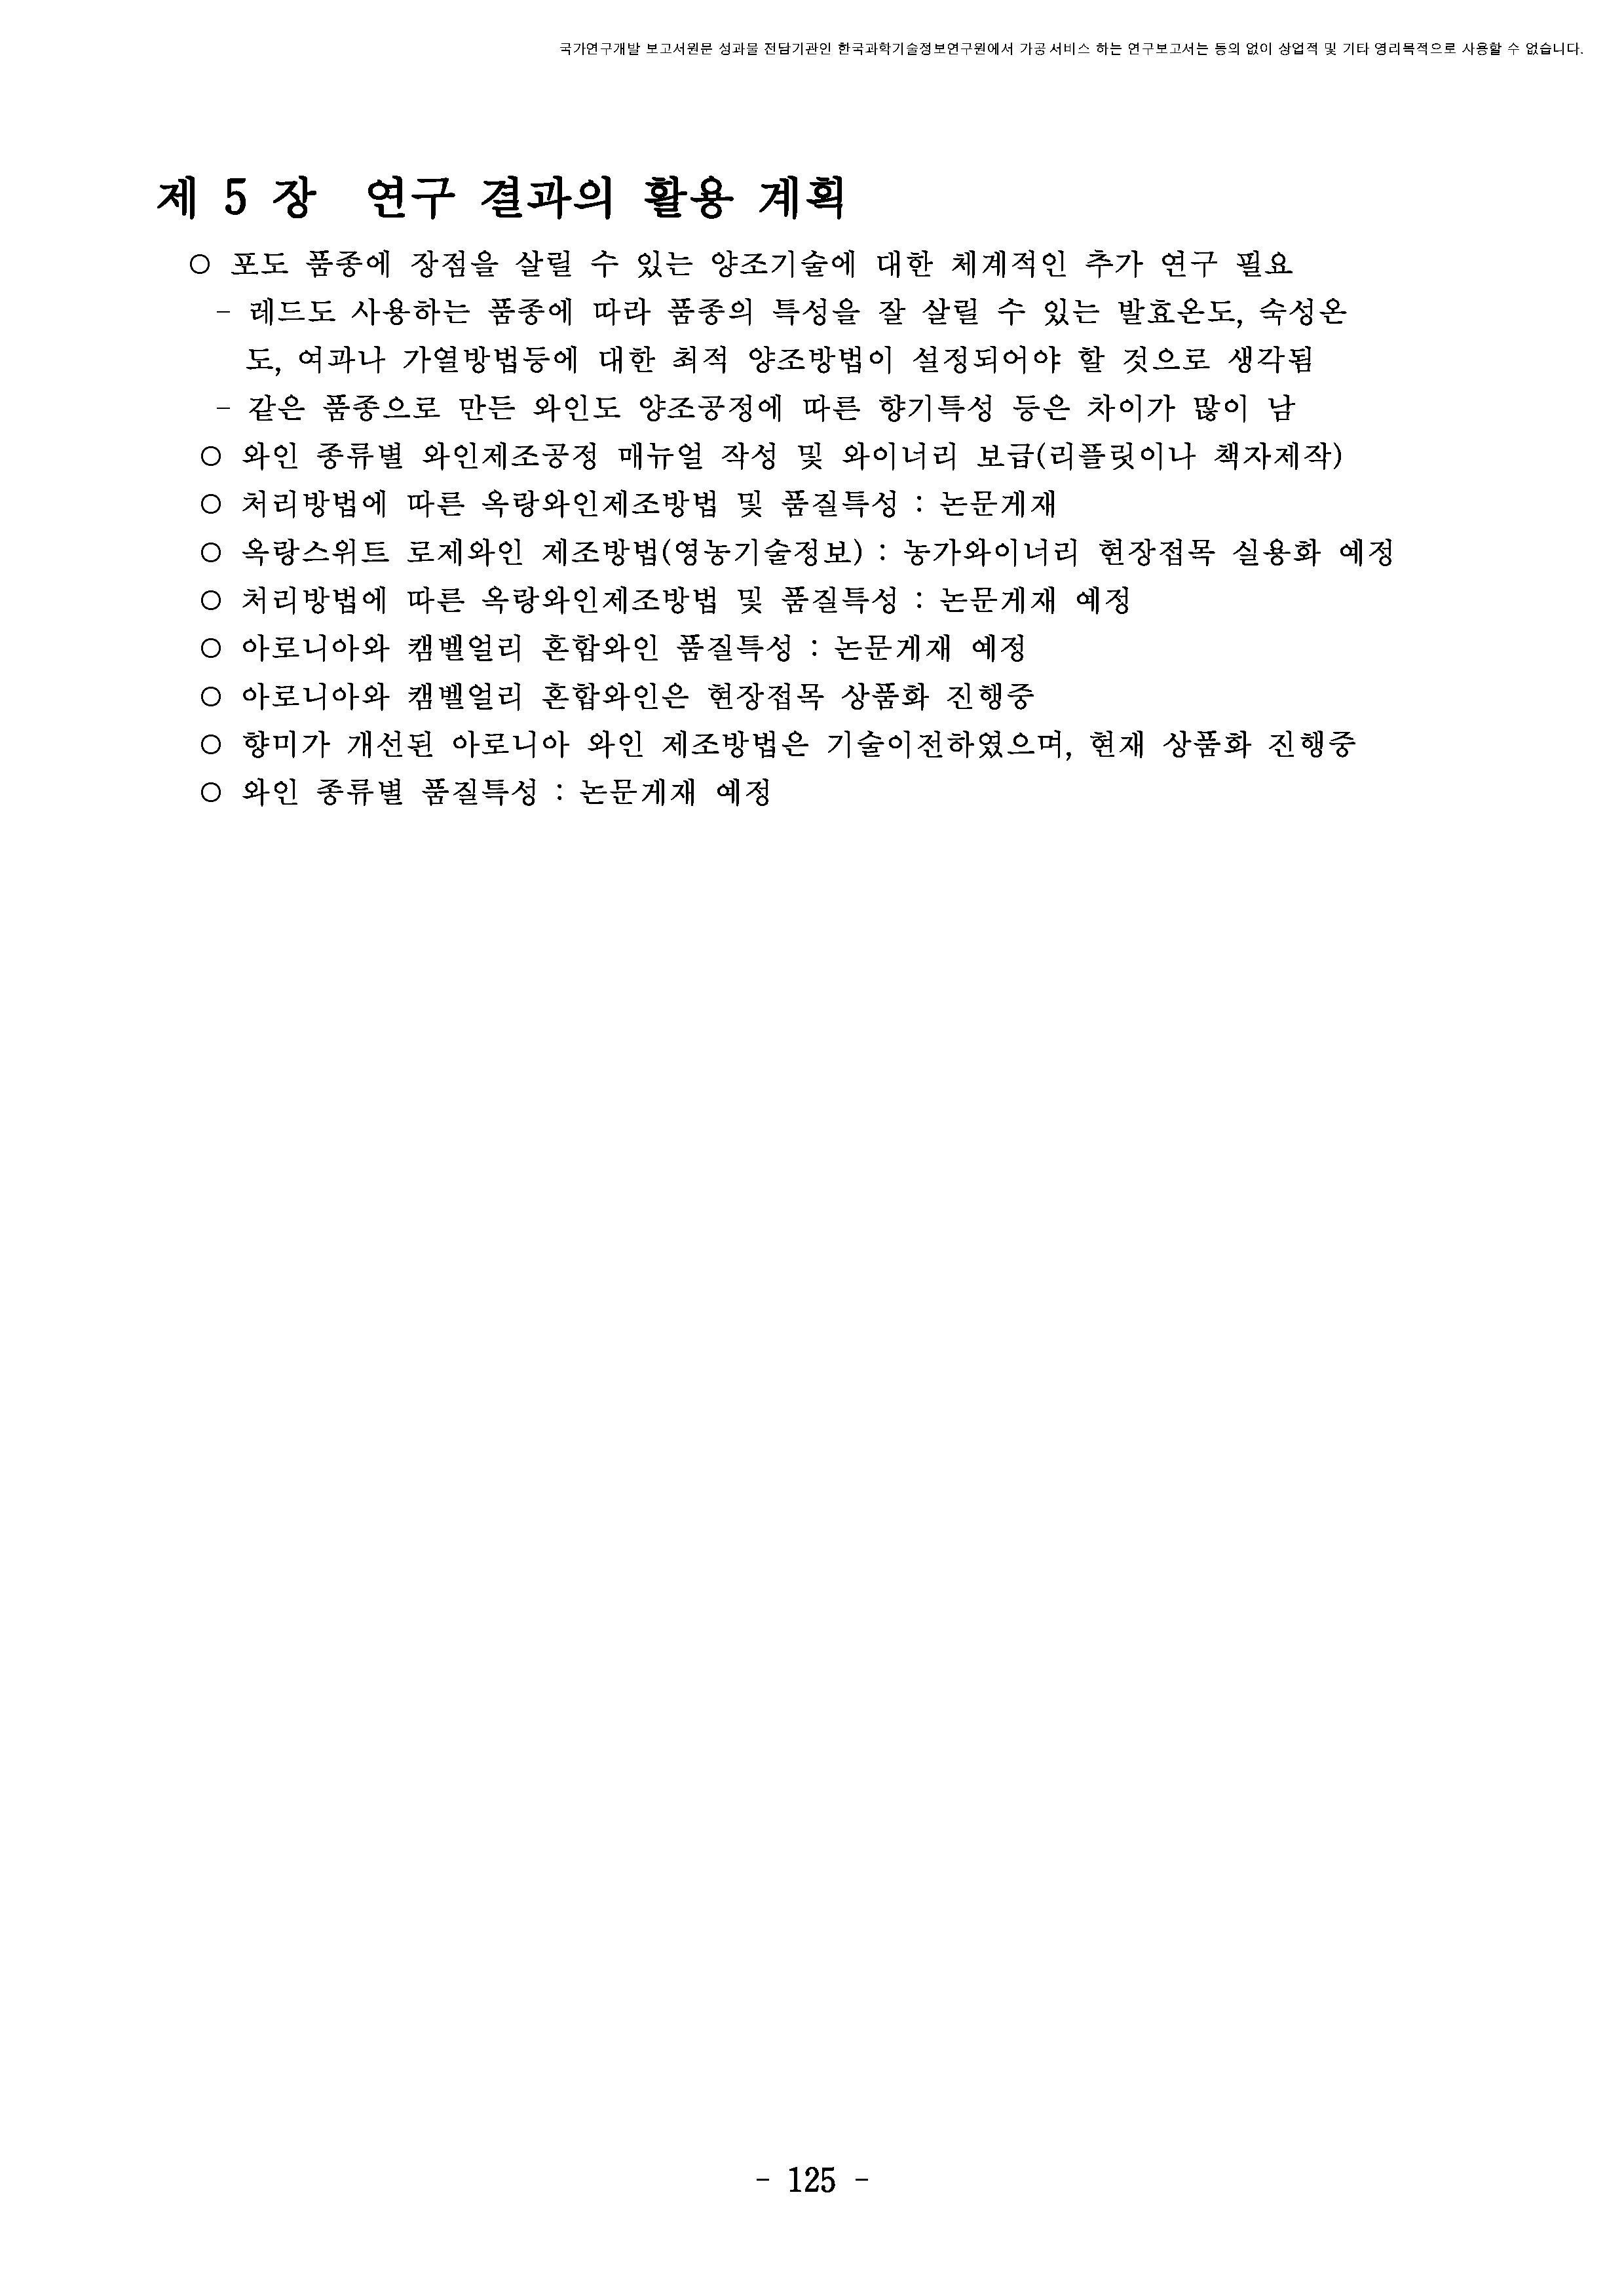 국가연구개발 보고서원문 성과물 전담기관인 한국과학기술정보연구원에서 가공·서비스 하는 연구보고서는 동의 없이 상업적 및 기타 영리목적으로 사용할 수 없습니다.
제 5 장 연구 결과의 활용 계획
○ 포도 품종에 장점을 살릴 수 있는 양조기술에 대한 체계적인 추가 연구 필요
- 레드도 사용하는 품종에 따라 품종의 특성을 잘 살릴 수 있는 발효온도, 숙성온
도, 여과나 가열방법등에 대한 최적 양조방법이 설정되어야 할 것으로 생각됨
- 같은 품종으로 만든 와인도 양조공정에 따른 향기특성 등은 차이가 많이 남
○ 와인 종류별 와인제조공정 매뉴얼 작성 및 와이너리 보급(리플릿이나 책자제작)
○ 처리방법에 따른 옥랑와인제조방법 및 품질특성 : 논문게재
○ 옥랑스위트 로제와인 제조방법(영농기술정보) : 농가와이너리 현장접목 실용화 예정
○ 처리방법에 따른 옥랑와인제조방법 및 품질특성 : 논문게재 예정
○ 아로니아와 캠벨얼리 혼합와인 품질특성 : 논문게재 예정
○ 아로니아와 캠벨얼리 혼합와인은 현장접목 상품화 진행중
○ 향미가 개선된 아로니아 와인 제조방법은 기술이전하였으며, 현재 상품화 진행중
○ 와인 종류별 품질특성 : 논문게재 예정
- 125 -